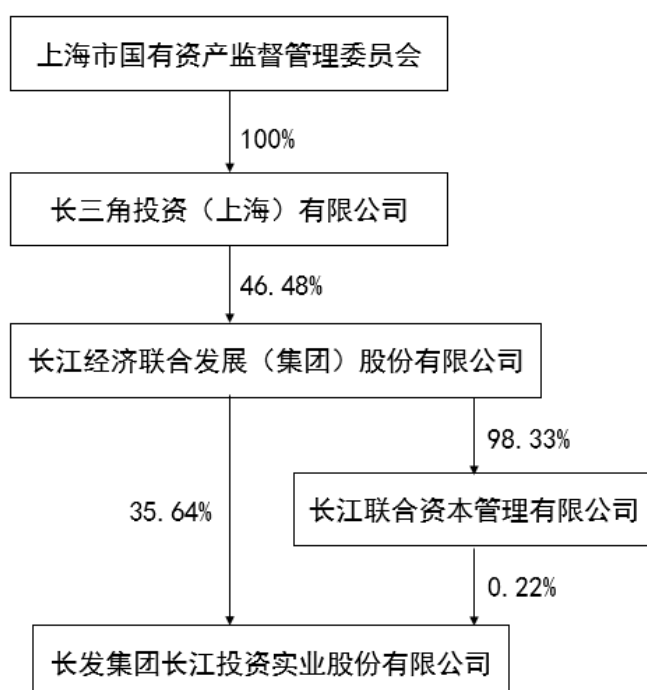 上海市国有资产监督管理委员会
100%
长三角投资（上海）有限公司
46.48%
长江经济联合发展（集团）股份有限公司
98.33%
35.64%
长江联合资本管理有限公司
0.22%
长发集团长江投资实业股份有限公司